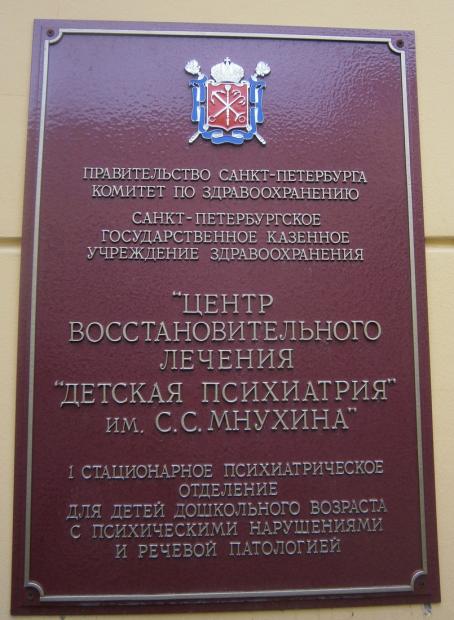 ПРАВИТЕЛЬСТВО САНКТ-ПЕТЕРБУРГА
КОМИТЕТ ПО ЗДРАВООХРАНЕНИЮ
САНКТ-ПЕТЕРБУРГСКОЕ
ГОСУДАРСТВЕННОЕ КАЗЕННОЕ
УЧРЕЖДЕНИЕ ЗДРАВООХРАНЕНИЯ
"ЦЕНТР
ВОССТАНОВИТЕЛЬНОГО
ЛЕЧЕНИЯ
"ДЕТСКАЯ ПСИХИАТРИЯ"
ИМ. С.С. МНУХИНА"
1 СТАЦИОНАРНОЕ ПСИХИАТРИЧЕСКОЕ
ОТДЕЛЕНИЕ
ДЛЯ ДЕТЕЙ ДОШКОЛЬНОГО ВОЗРАСТА
С ПСИХИЧЕСКИМИ НАРУШЕНИЯМИ
И РЕЧЕВОЙ ПАТОЛОГИЕЙ